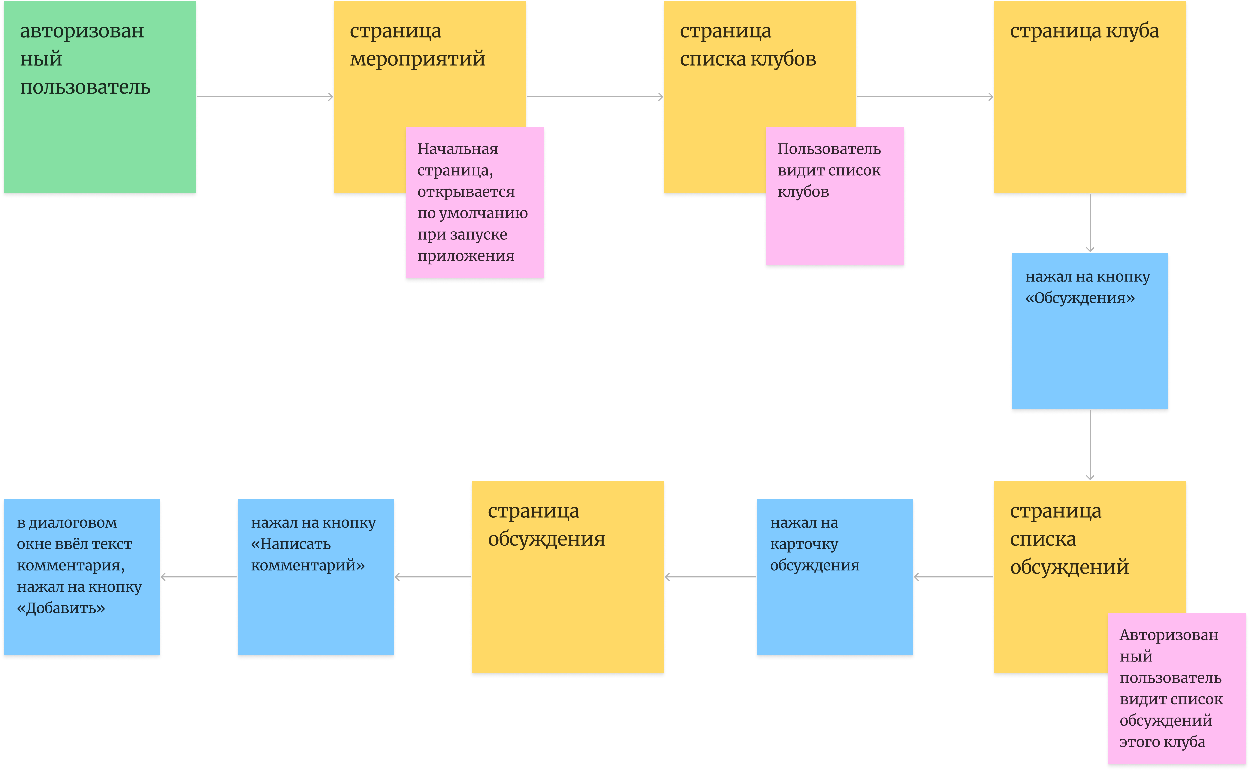 авторизован
ный
пользователь
страница
мероприятий
Начальная
страница,
открывается
по умолчанию
при запуске
приложения
страница
списка клубов
Пользователь
видит список
клубов
страница клуба
нажал на кнопку
«Обсуждения»
страница
списка
обсуждений
Авторизован
ный
пользователь
видит список
обсуждений
этого клуба
нажал на
карточку
обсуждения
страница
обсуждения
нажал на кнопку
«Написать
комментарий»
в диалоговом
окне ввёл текст
комментария,
нажал на кнопку
«Добавить»